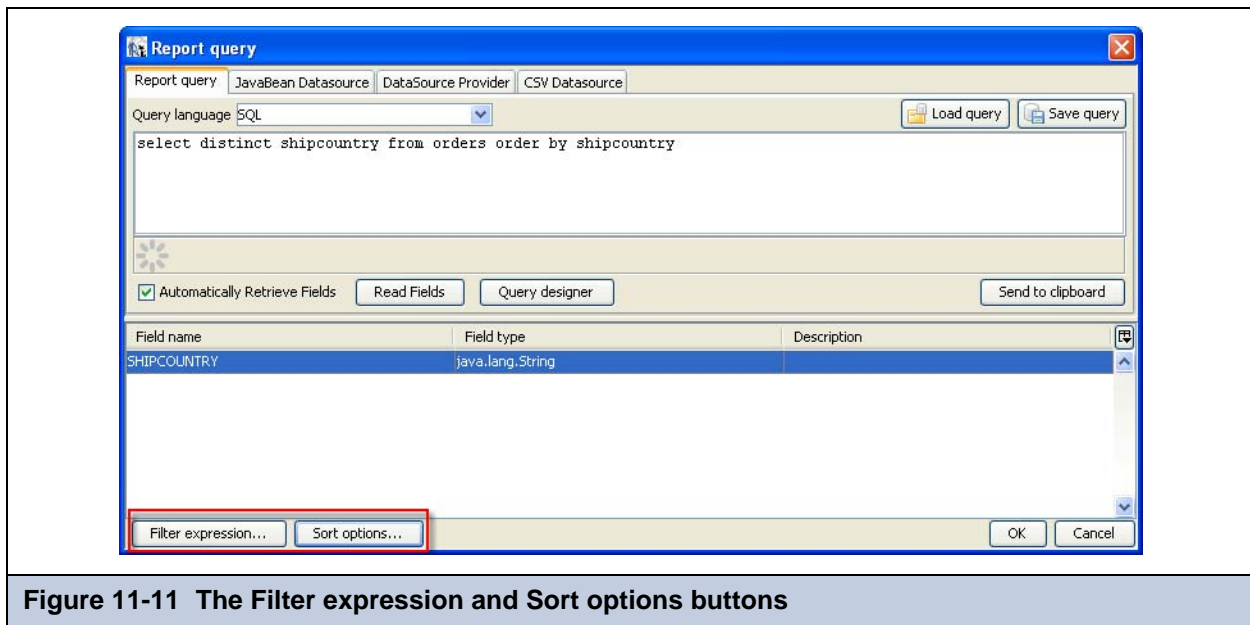 Report query
Report query JavaBean Datasource DataSource Provider CSV Datasource
Query language SQL Load query Save query
select distinct shipcountry from orders order by shipcountry
Automatically Retrieve Fields Read Fields Query designer Send to clipboard
Field name Field type Description
SHIPCOUNTRY java.lang.String
Filter expression... Sort options... OK Cancel
Figure 11-11 The Filter expression and Sort options buttons